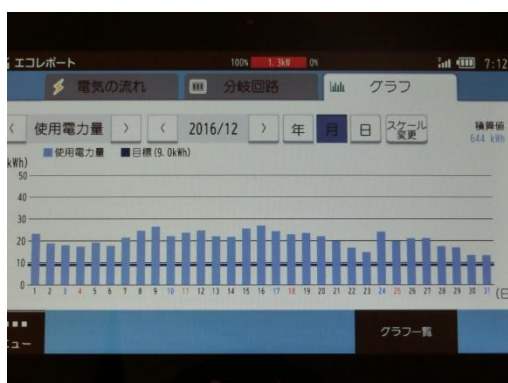 エコレポート 100% 1.3kW 0% 7:12
電気の流れ 分岐回路 グラフ
< 使用電力量 > < 2016/12 > 年 月 日 スケール変更 積算値
644 kWh
使用電力量 目標(9.0kWh)
kWh)
50
40
30
20
10
0
1 2 3 4 5 6 7 8 9 10 11 12 13 14 15 16 17 18 19 20 21 22 23 24 25 26 27 28 29 30 31 (日
グラフ一覧
ュー